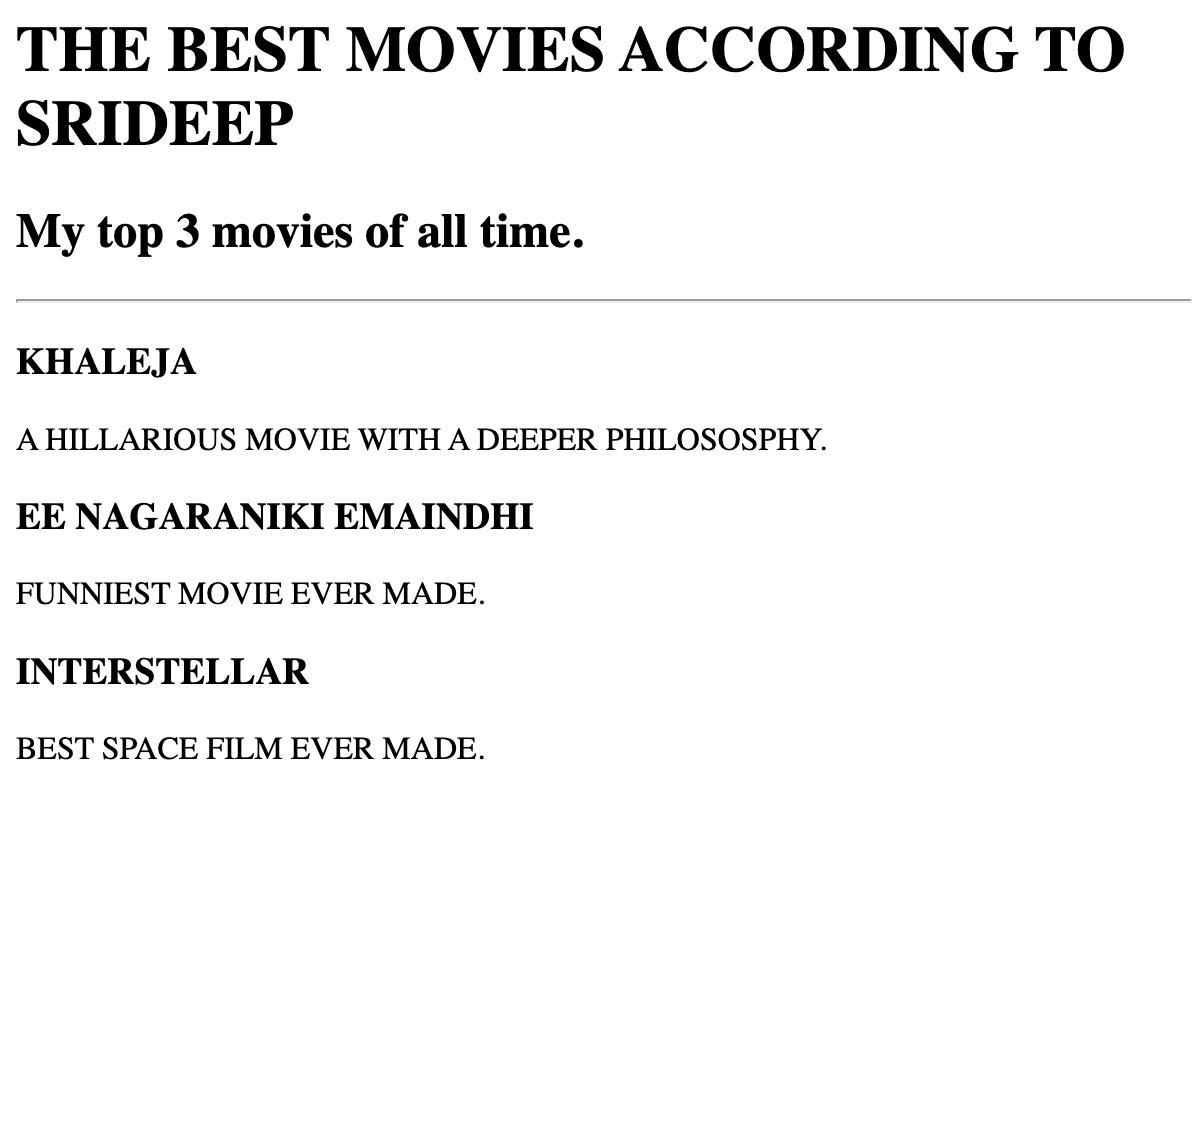 THE BEST MOVIES ACCORDING TO
SRIDEEP
My top 3 movies of all time.
KHALEJA
A HILLARIOUS MOVIE WITH A DEEPER PHILOSOSPHY.
EE NAGARANIKI EMAINDHI
FUNNIEST MOVIE EVER MADE.
INTERSTELLAR
BEST SPACE FILM EVER MADE.